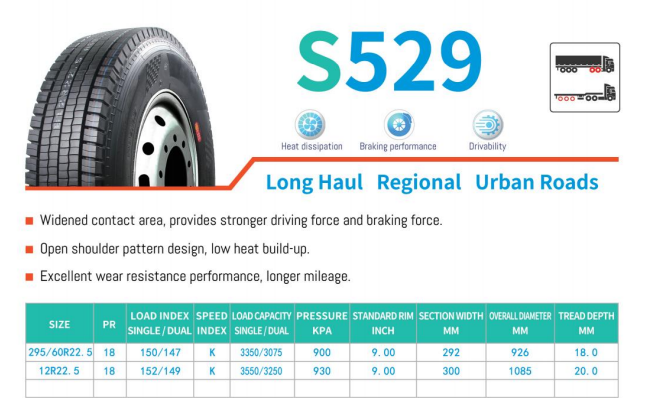 S529
Heat dissipation Braking performance Drivability
Long Haul Regional Urban Roads
Widened contact area, provides stronger driving force and braking force.
Open shoulder pattern design, low heat build-up.
Excellent wear resistance performance, longer mileage.
SIZE PR LOAD INDEX SINGLE / DUAL SPEED INDEX LOAD CAPACITY SINGLE / DUAL PRESSURE KPA STANDARD RIM INCH SECTION WIDTH MM OVERALL DIAMETER MM TREAD DEPTH MM
295/60R22.5 18 150/147 K 3350/3075 900 9.00 292 926 18.0
12R22.5 18 152/149 K 3550/3250 930 9.00 300 1085 20.0